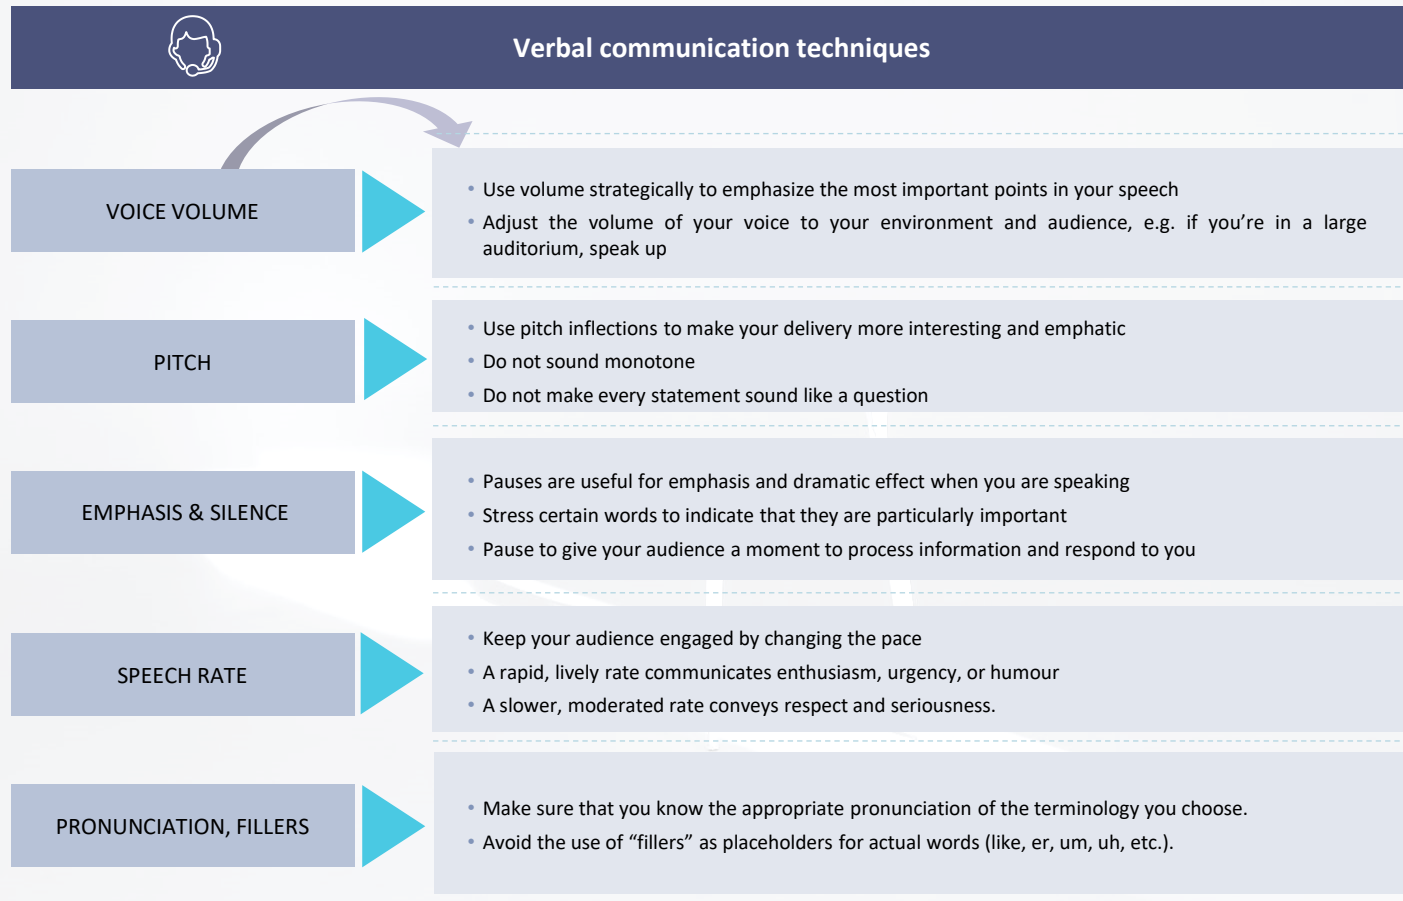 Verbal communication techniques
VOICE VOLUME
• Use volume strategically to emphasize the most important points in your speech
• Adjust the volume of your voice to your environment and audience, e.g. if you’re in a large
auditorium, speak up
PITCH
• Use pitch inflections to make your delivery more interesting and emphatic
• Do not sound monotone
• Do not make every statement sound like a question
EMPHASIS & SILENCE
• Pauses are useful for emphasis and dramatic effect when you are speaking
• Stress certain words to indicate that they are particularly important
• Pause to give your audience a moment to process information and respond to you
SPEECH RATE
• Keep your audience engaged by changing the pace
• A rapid, lively rate communicates enthusiasm, urgency, or humour
• A slower, moderated rate conveys respect and seriousness.
PRONUNCIATION, FILLERS
• Make sure that you know the appropriate pronunciation of the terminology you choose.
• Avoid the use of “fillers” as placeholders for actual words (like, er, um, uh, etc.).